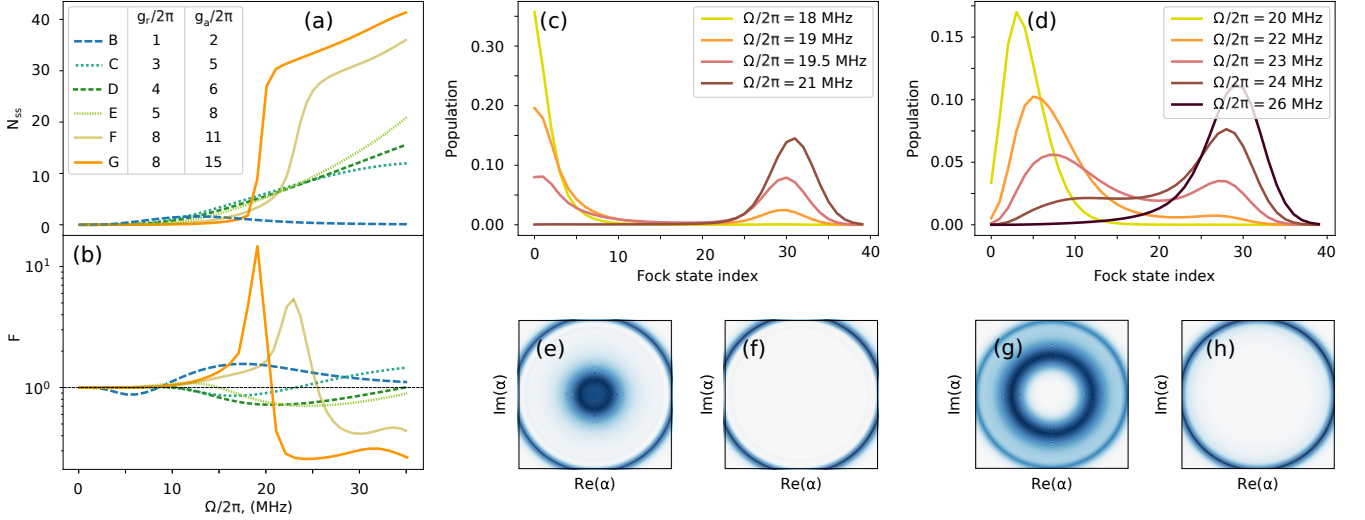 (a)
g_r/2π g_a/2π
B 1 2
C 3 5
D 4 6
E 5 8
F 8 11
G 8 15
N_ss
40
30
20
10
0
(b)
F
10^1
10^0
0 10 20 30
Ω/2π, (MHz)
(c)
Ω/2π = 18 MHz
Ω/2π = 19 MHz
Ω/2π = 19.5 MHz
Ω/2π = 21 MHz
Population
0.30
0.20
0.10
0.00
0 10 20 30 40
Fock state index
(d)
Ω/2π = 20 MHz
Ω/2π = 22 MHz
Ω/2π = 23 MHz
Ω/2π = 24 MHz
Ω/2π = 26 MHz
Population
0.15
0.10
0.05
0.00
0 10 20 30 40
Fock state index
(e)
Im(α)
Re(α)
(f)
Im(α)
Re(α)
(g)
Im(α)
Re(α)
(h)
Im(α)
Re(α)